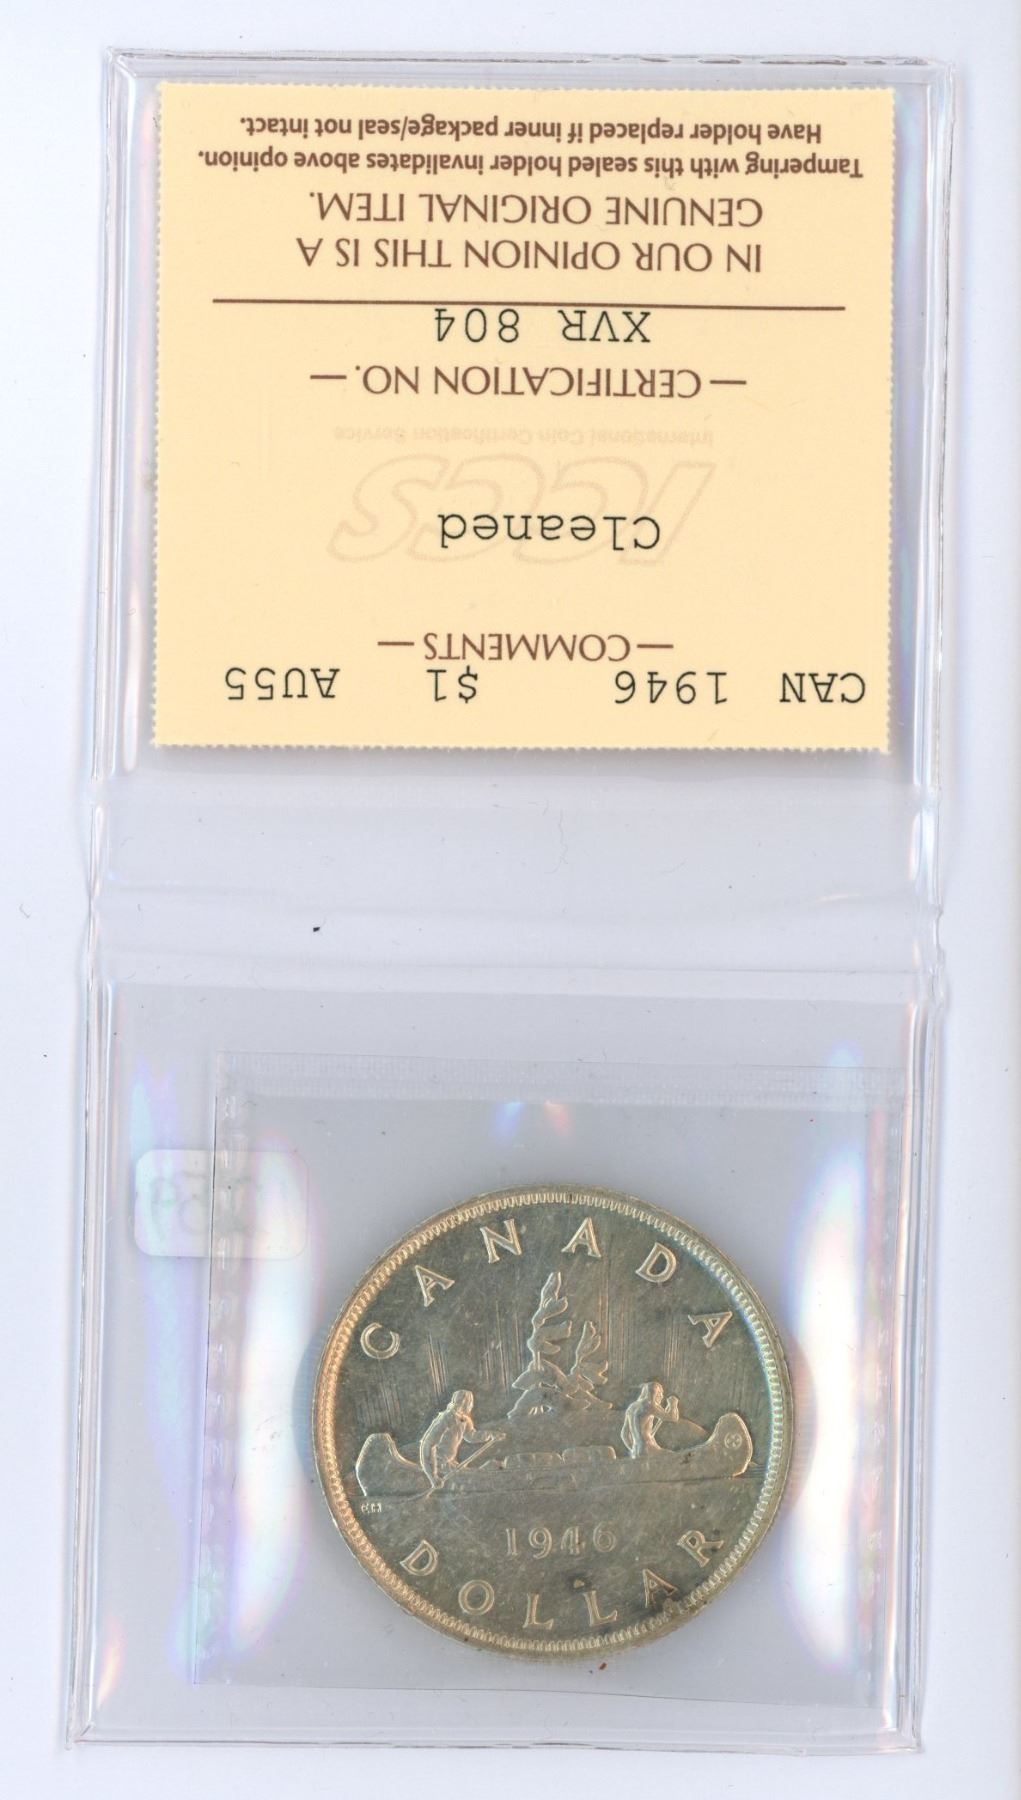 CAN 1946 $1 AU55
— COMMENTS —
Cleaned
ICCS
International Coin Certification Service
— CERTIFICATION NO. —
XVR 804
IN OUR OPINION THIS IS A
GENUINE ORIGINAL ITEM.
Tampering with this sealed holder invalidates above opinion.
Have holder replaced if inner package/seal not intact.
CANADA
EH
1946
DOLLAR